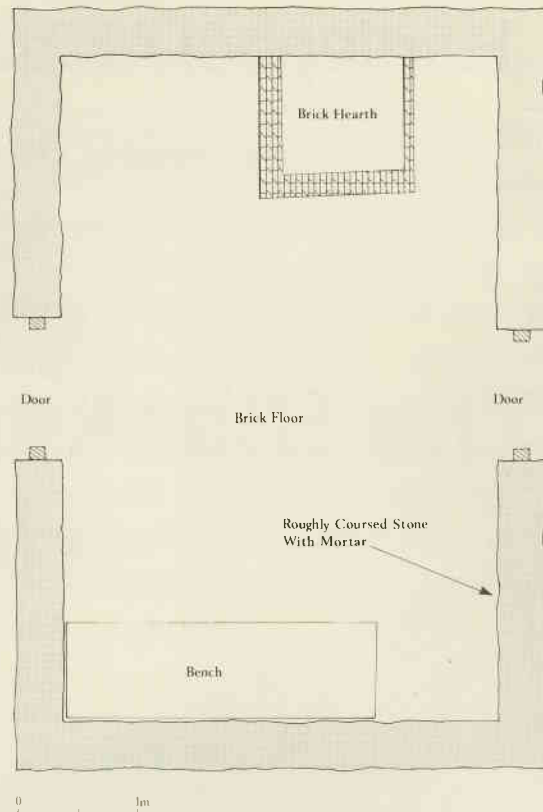 Brick Hearth
Door
Door
Brick Floor
Roughly Coursed Stone
With Mortar
Bench
0 1m